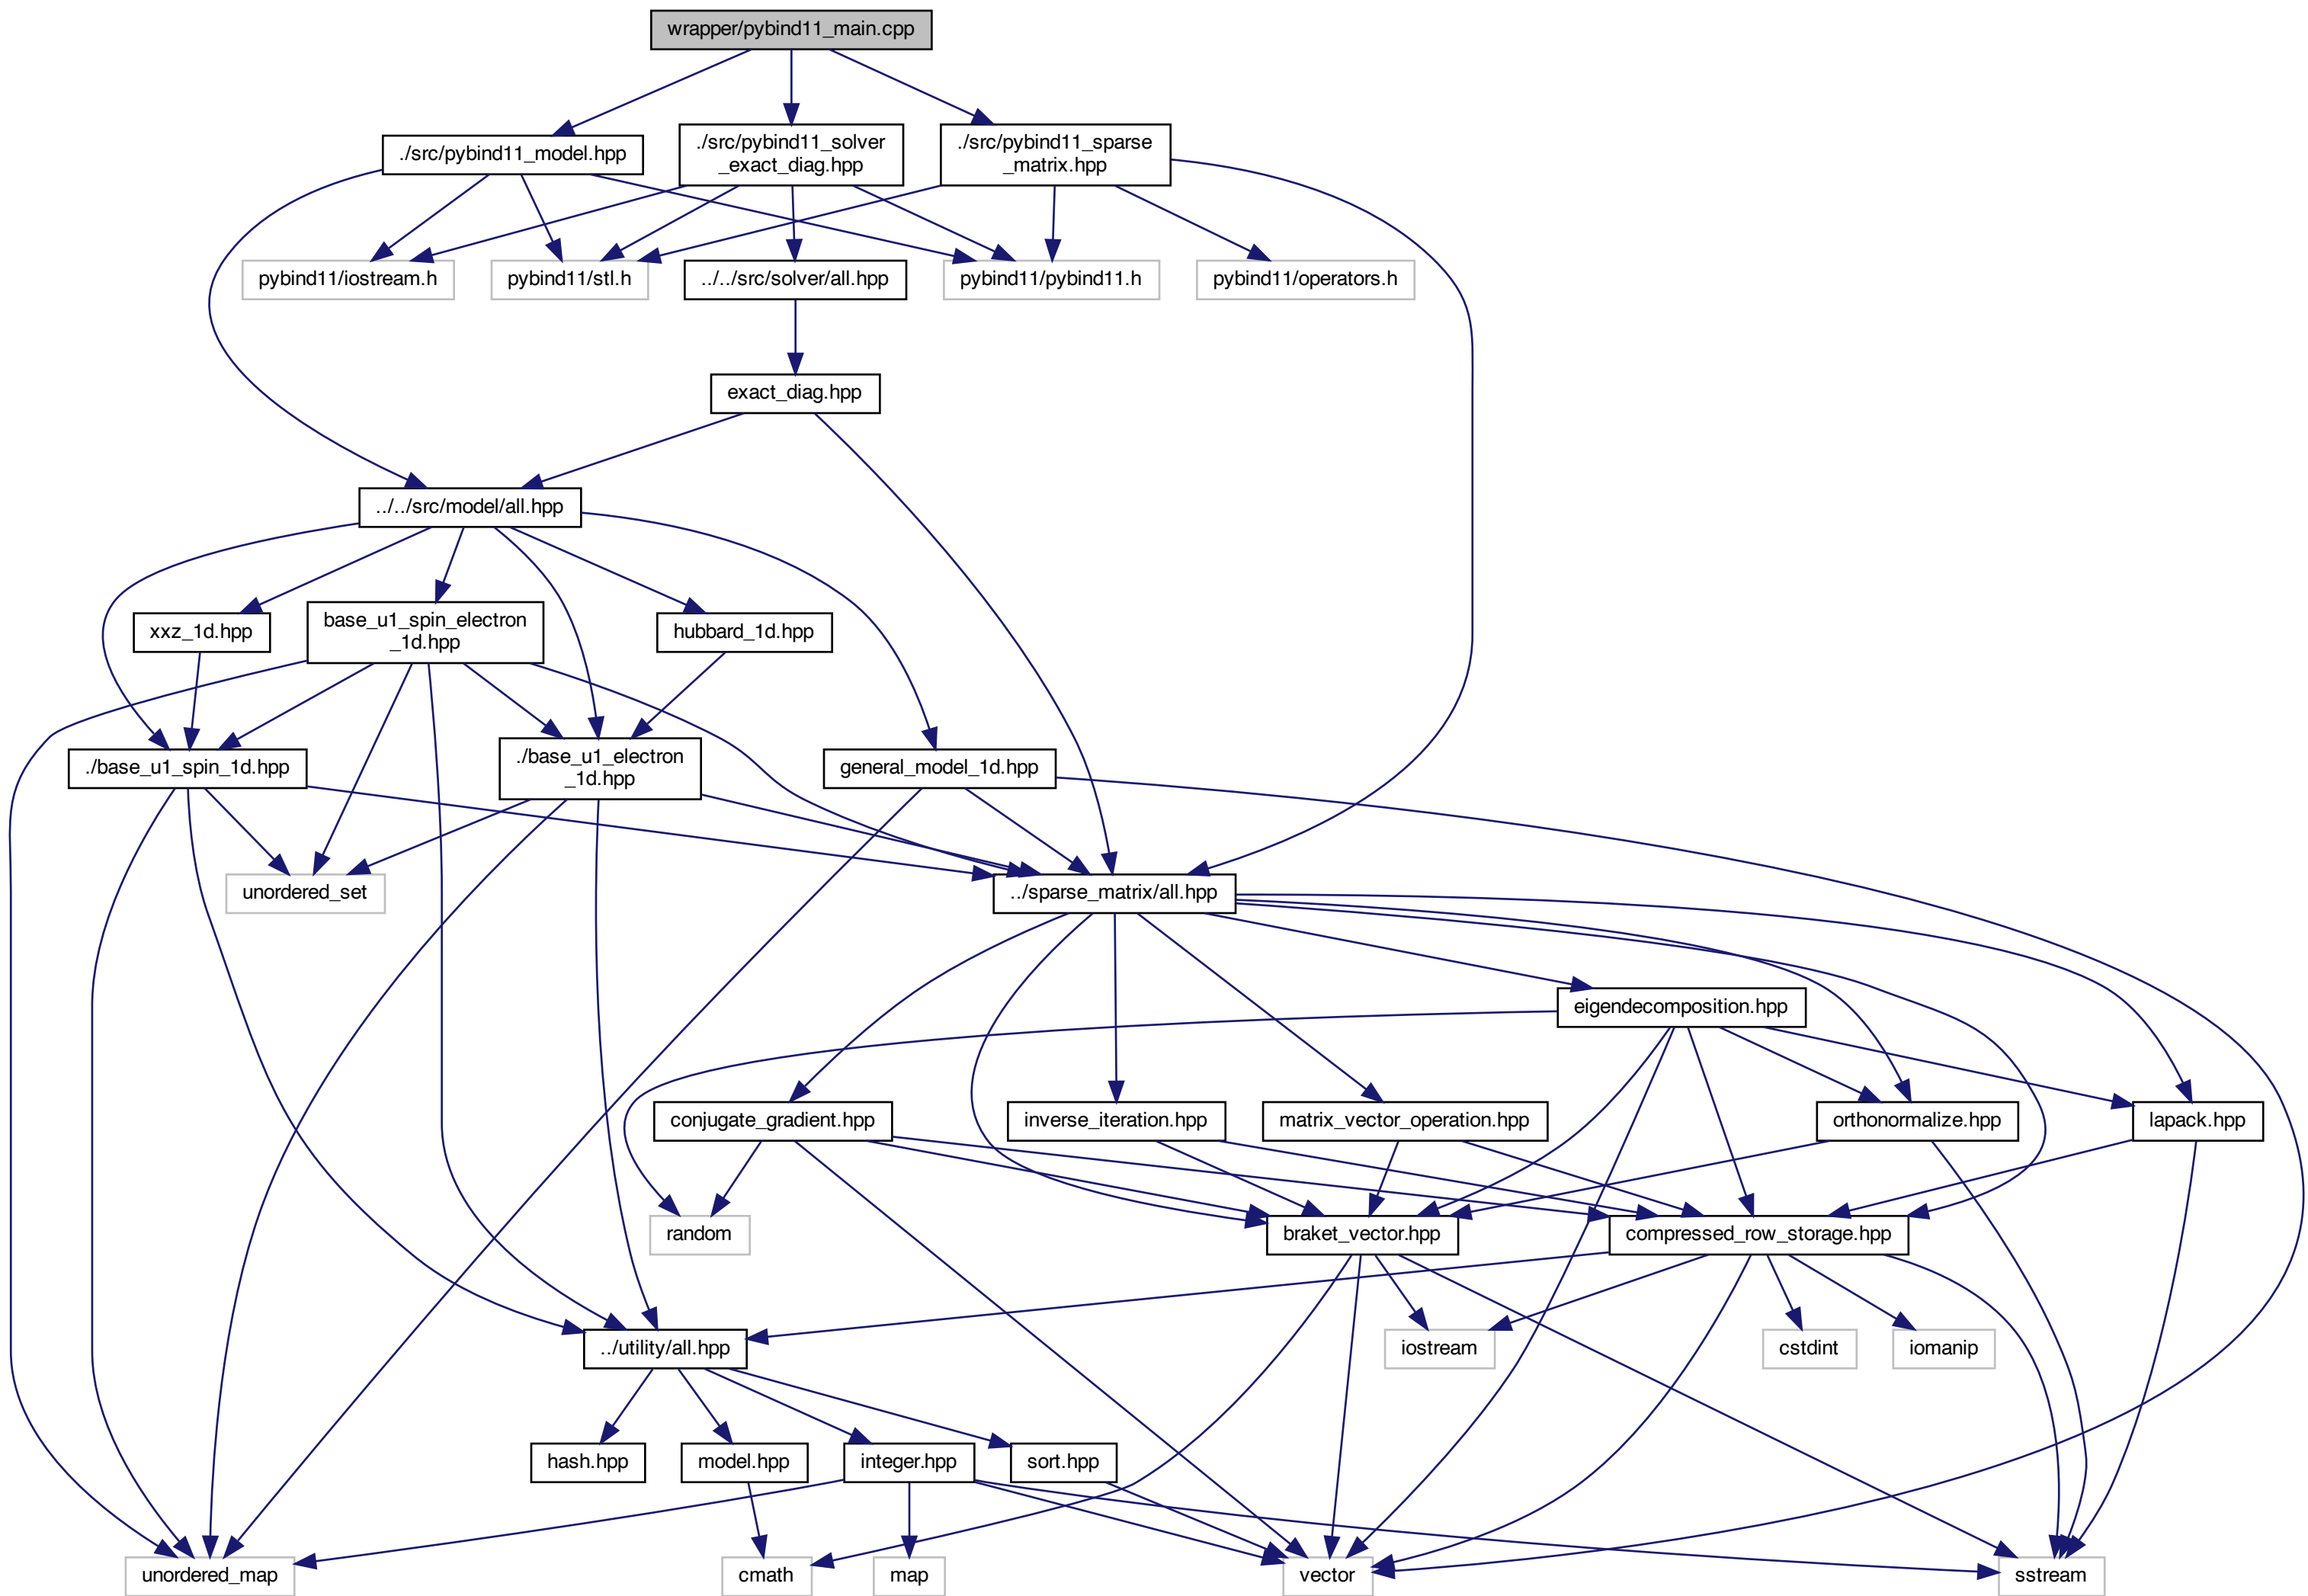 wrapper/pybind11_main.cpp
./src/pybind11_model.hpp
./src/pybind11_solver
_exact_diag.hpp
./src/pybind11_sparse
_matrix.hpp
pybind11/iostream.h
pybind11/stl.h
../../src/solver/all.hpp
pybind11/pybind11.h
pybind11/operators.h
exact_diag.hpp
../../src/model/all.hpp
xxz_1d.hpp
base_u1_spin_electron
_1d.hpp
hubbard_1d.hpp
./base_u1_spin_1d.hpp
./base_u1_electron
_1d.hpp
general_model_1d.hpp
unordered_set
../sparse_matrix/all.hpp
eigendecomposition.hpp
conjugate_gradient.hpp
inverse_iteration.hpp
matrix_vector_operation.hpp
orthonormalize.hpp
lapack.hpp
random
braket_vector.hpp
compressed_row_storage.hpp
../utility/all.hpp
iostream
cstdint
iomanip
hash.hpp
model.hpp
integer.hpp
sort.hpp
unordered_map
cmath
map
vector
sstream